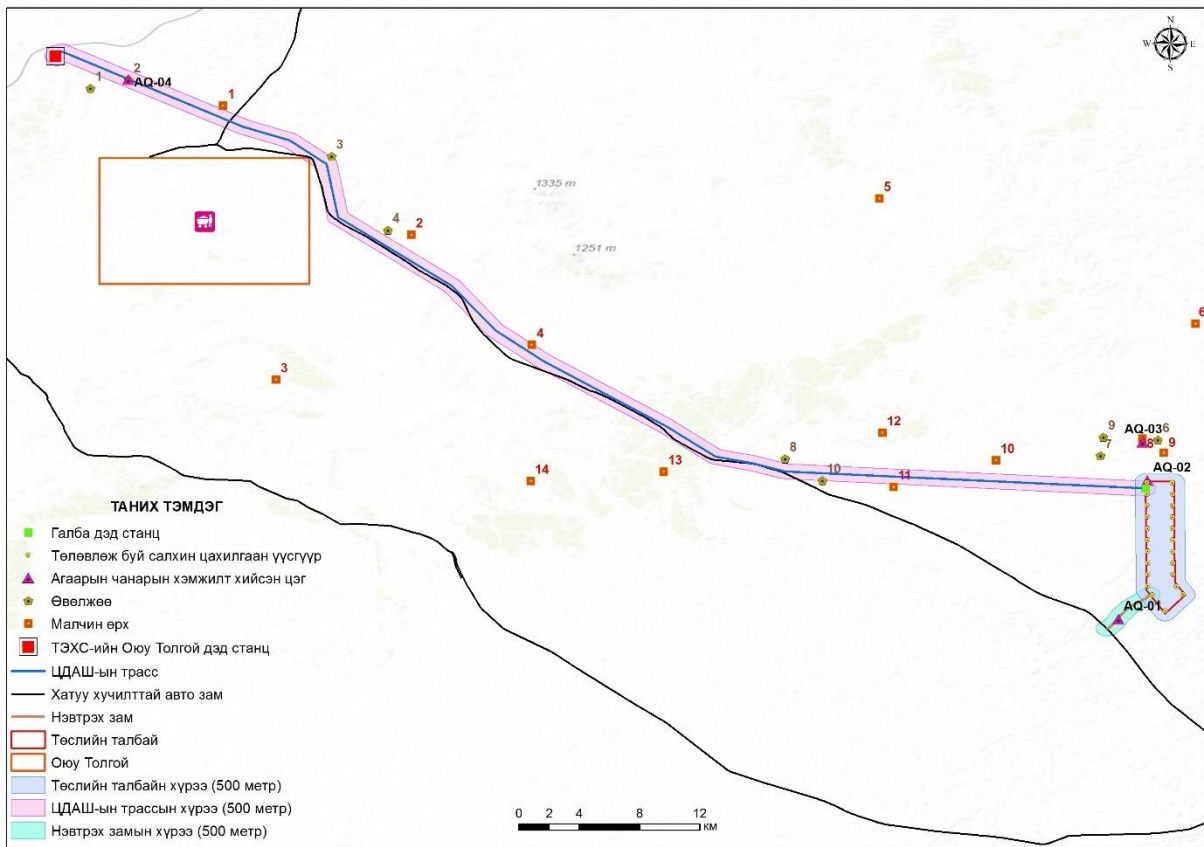 N
W
E
S
1
2
AQ-04
1
3
1335 m
5
4
2
1251 m
6
4
3
12
AQ-03
9
6
8
7
8
9
10
13
AQ-02
14
10
11
AQ-01
ТАНИХ ТЭМДЭГ
Галба дэд станц
Төлөвлөж буй салхин цахилгаан үүсгүүр
Агаарын чанарын хэмжилт хийсэн цэг
Өвөлжөө
Малчин өрх
ТЭХС-ийн Оюу Толгой дэд станц
ЦДАШ-ын трасс
Хатуу хучилттай авто зам
Нэвтрэх зам
Төслийн талбай
Оюу Толгой
Төслийн талбайн хүрээ (500 метр)
ЦДАШ-ын трассын хүрээ (500 метр)
Нэвтрэх замын хүрээ (500 метр)
0 2 4 8 12
км